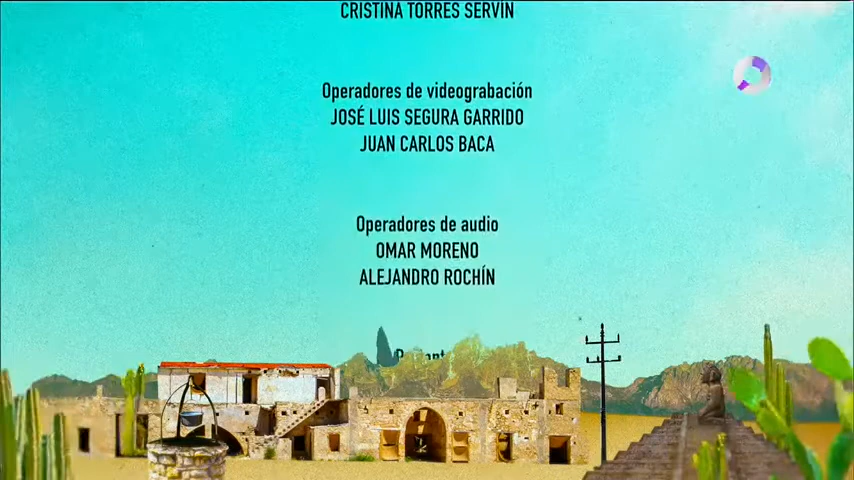 CRISTINA TORRES SERVÍN
Operadores de videograbación
JOSÉ LUIS SEGURA GARRIDO
JUAN CARLOS BACA
Operadores de audio
OMAR MORENO
ALEJANDRO ROCHÍN